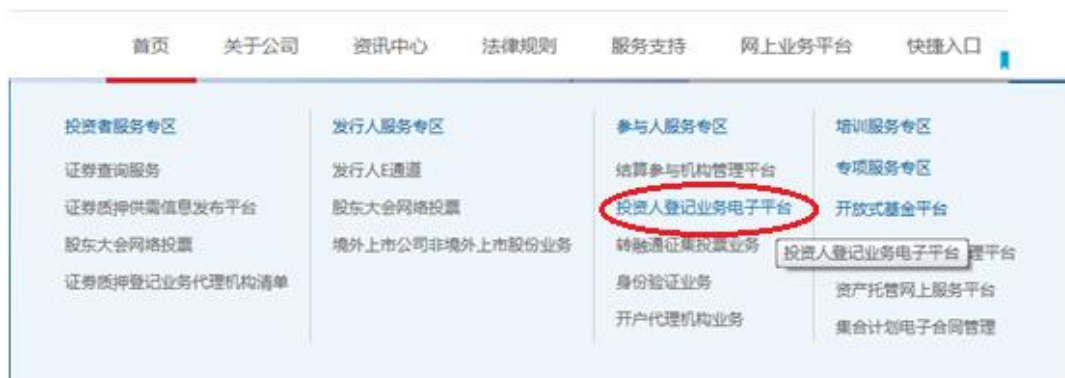 首页 关于公司 资讯中心 法律规则 服务支持 网上业务平台 快捷入口
投资者服务专区
证券查询服务
证券质押供需信息发布平台
股东大会网络投票
证券质押登记业务代理机构清单
发行人服务专区
发行人E通道
股东大会网络投票
境外上市公司非境外上市股份业务
参与人服务专区
结算参与机构管理平台
投资人登记业务电子平台
转融通征集投票业务
身份验证业务
开户代理机构业务
培训服务专区
专项服务专区
开放式基金平台
投资人登记业务电子平台
理平台
资产托管网上服务平台
集合计划电子合同管理